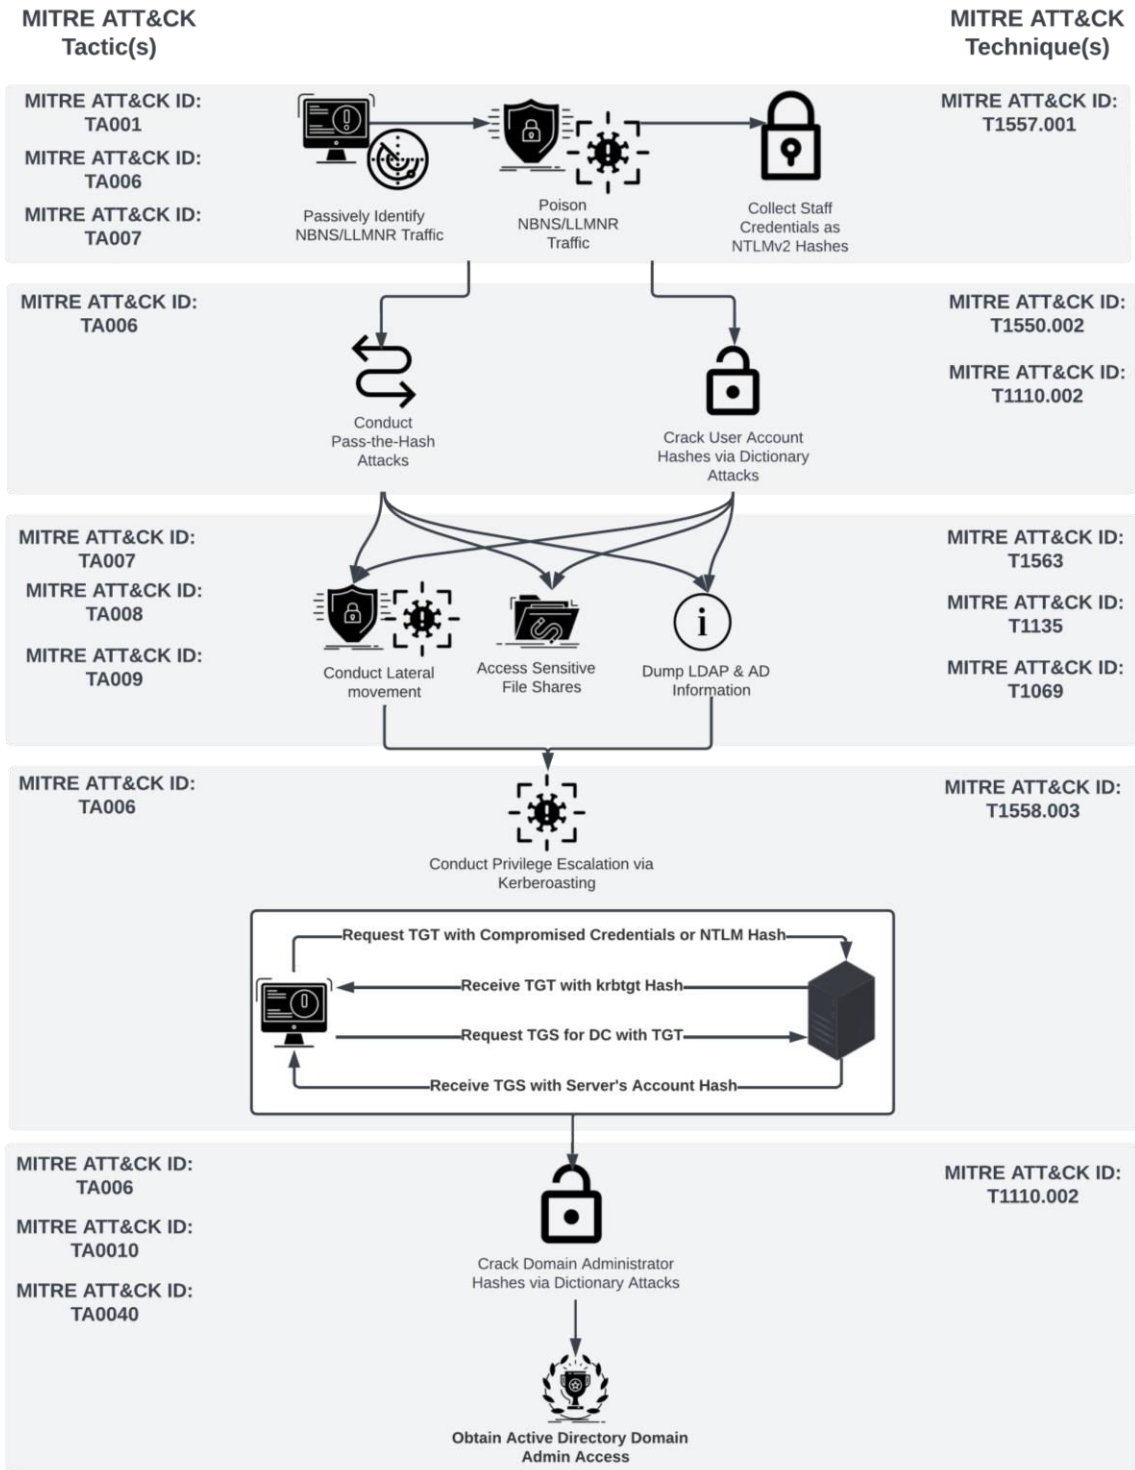 MITRE ATT&CK
Tactic(s)
MITRE ATT&CK
Technique(s)
MITRE ATT&CK ID:
TA001
MITRE ATT&CK ID:
TA006
MITRE ATT&CK ID:
TA007
Passively Identify
NBNS/LLMNR Traffic
Poison
NBNS/LLMNR
Traffic
Collect Staff
Credentials as
NTLMv2 Hashes
MITRE ATT&CK ID:
T1557.001
MITRE ATT&CK ID:
TA006
Conduct
Pass-the-Hash
Attacks
Crack User Account
Hashes via Dictionary
Attacks
MITRE ATT&CK ID:
T1550.002
MITRE ATT&CK ID:
T1110.002
MITRE ATT&CK ID:
TA007
MITRE ATT&CK ID:
TA008
MITRE ATT&CK ID:
TA009
Conduct Lateral
movement
Access Sensitive
File Shares
i
Dump LDAP & AD
Information
MITRE ATT&CK ID:
T1563
MITRE ATT&CK ID:
T1135
MITRE ATT&CK ID:
T1069
MITRE ATT&CK ID:
TA006
Conduct Privilege Escalation via
Kerberoasting
MITRE ATT&CK ID:
T1558.003
Request TGT with Compromised Credentials or NTLM Hash
Receive TGT with krbtgt Hash
Request TGS for DC with TGT
Receive TGS with Server's Account Hash
MITRE ATT&CK ID:
TA006
MITRE ATT&CK ID:
TA0010
MITRE ATT&CK ID:
TA0040
Crack Domain Administrator
Hashes via Dictionary Attacks
MITRE ATT&CK ID:
T1110.002
Obtain Active Directory Domain
Admin Access